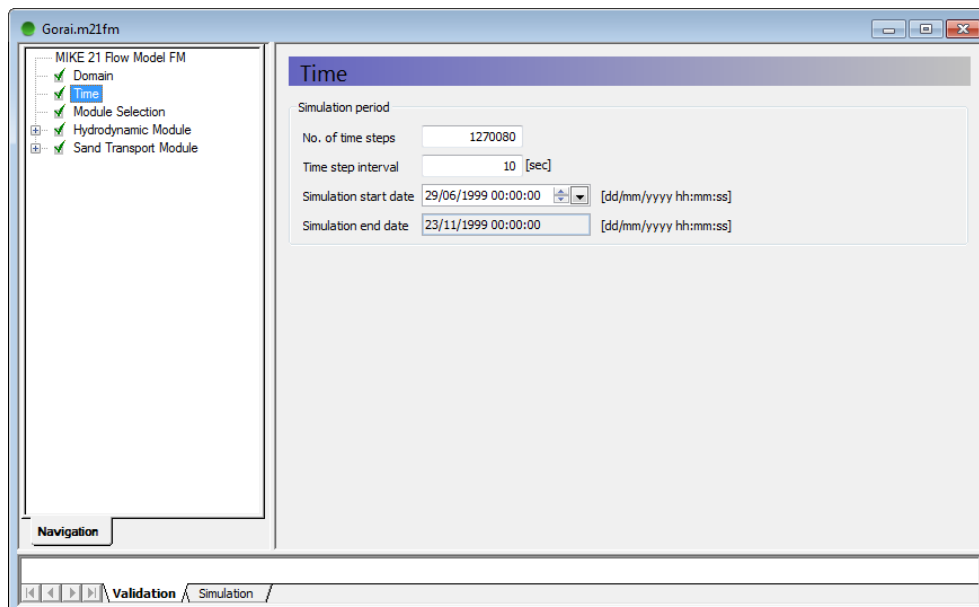 Gorai.m21fm
MIKE 21 Flow Model FM
Domain
Time
Module Selection
Hydrodynamic Module
Sand Transport Module
Navigation
Time
Simulation period
No. of time steps 1270080
Time step interval 10 [sec]
Simulation start date 29/06/1999 00:00:00 [dd/mm/yyyy hh:mm:ss]
Simulation end date 23/11/1999 00:00:00 [dd/mm/yyyy hh:mm:ss]
Validation Simulation